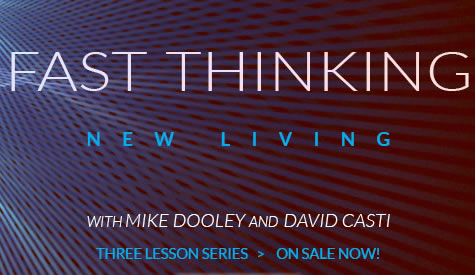 FAST THINKING
NEW LIVING
WITH MIKE DOOLEY AND DAVID CASTI
THREE LESSON SERIES > ON SALE NOW!